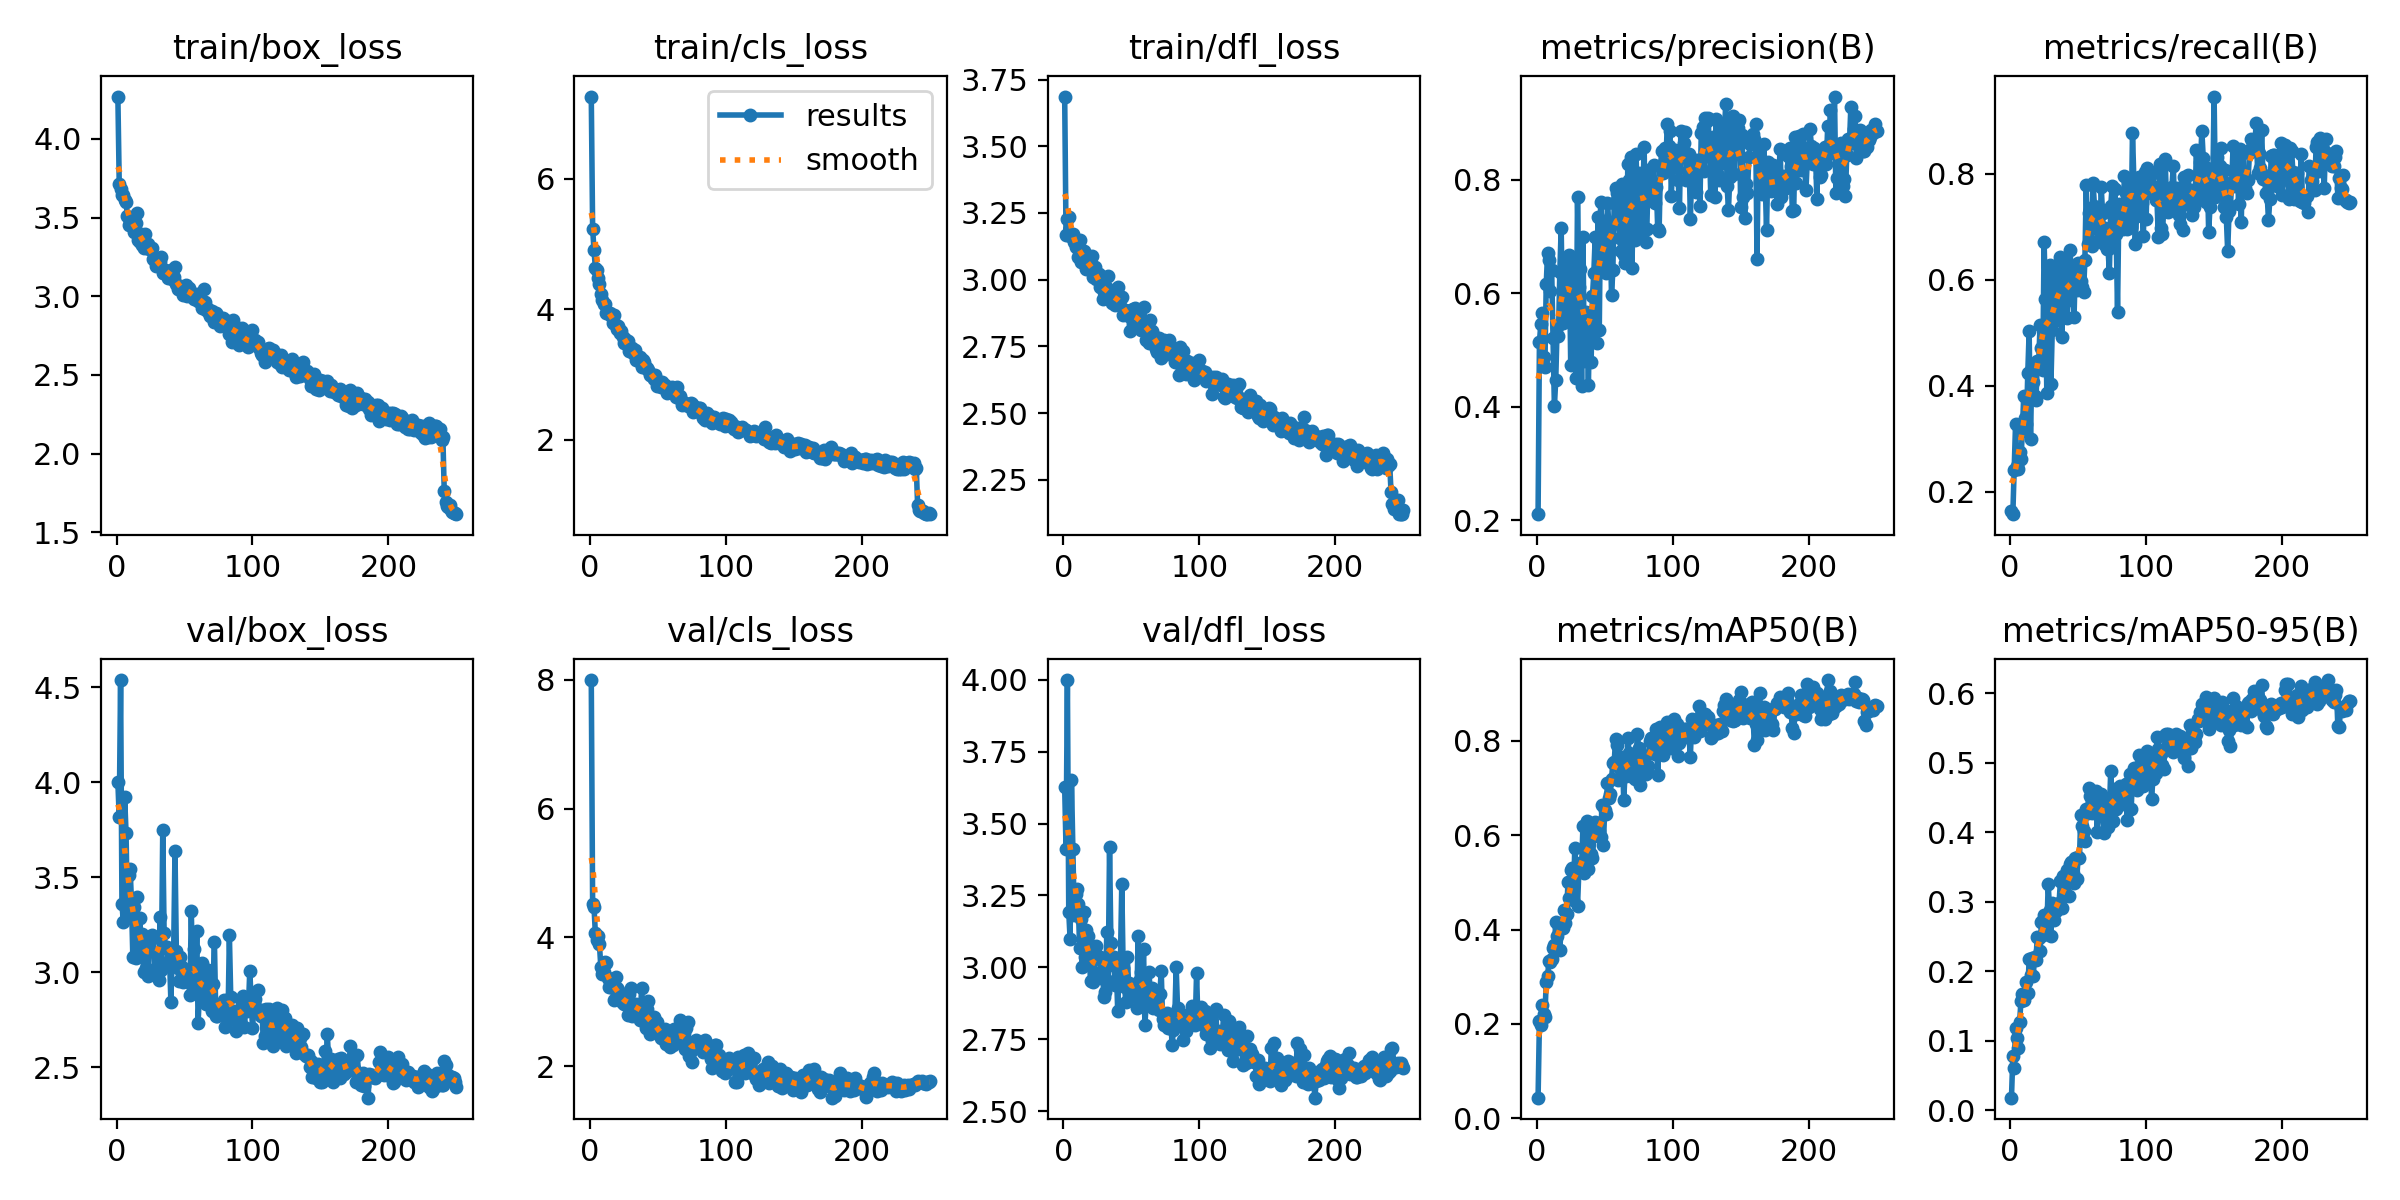 train/box_loss
4.0
3.5
3.0
2.5
2.0
1.5
0 100 200
train/cls_loss
results
smooth
6
4
2
0 100 200
train/dfl_loss
3.75
3.50
3.25
3.00
2.75
2.50
2.25
0 100 200
metrics/precision(B)
0.8
0.6
0.4
0.2
0 100 200
metrics/recall(B)
0.8
0.6
0.4
0.2
0 100 200
val/box_loss
4.5
4.0
3.5
3.0
2.5
0 100 200
val/cls_loss
8
6
4
2
0 100 200
val/dfl_loss
4.00
3.75
3.50
3.25
3.00
2.75
2.50
0 100 200
metrics/mAP50(B)
0.8
0.6
0.4
0.2
0.0
0 100 200
metrics/mAP50-95(B)
0.6
0.5
0.4
0.3
0.2
0.1
0.0
0 100 200